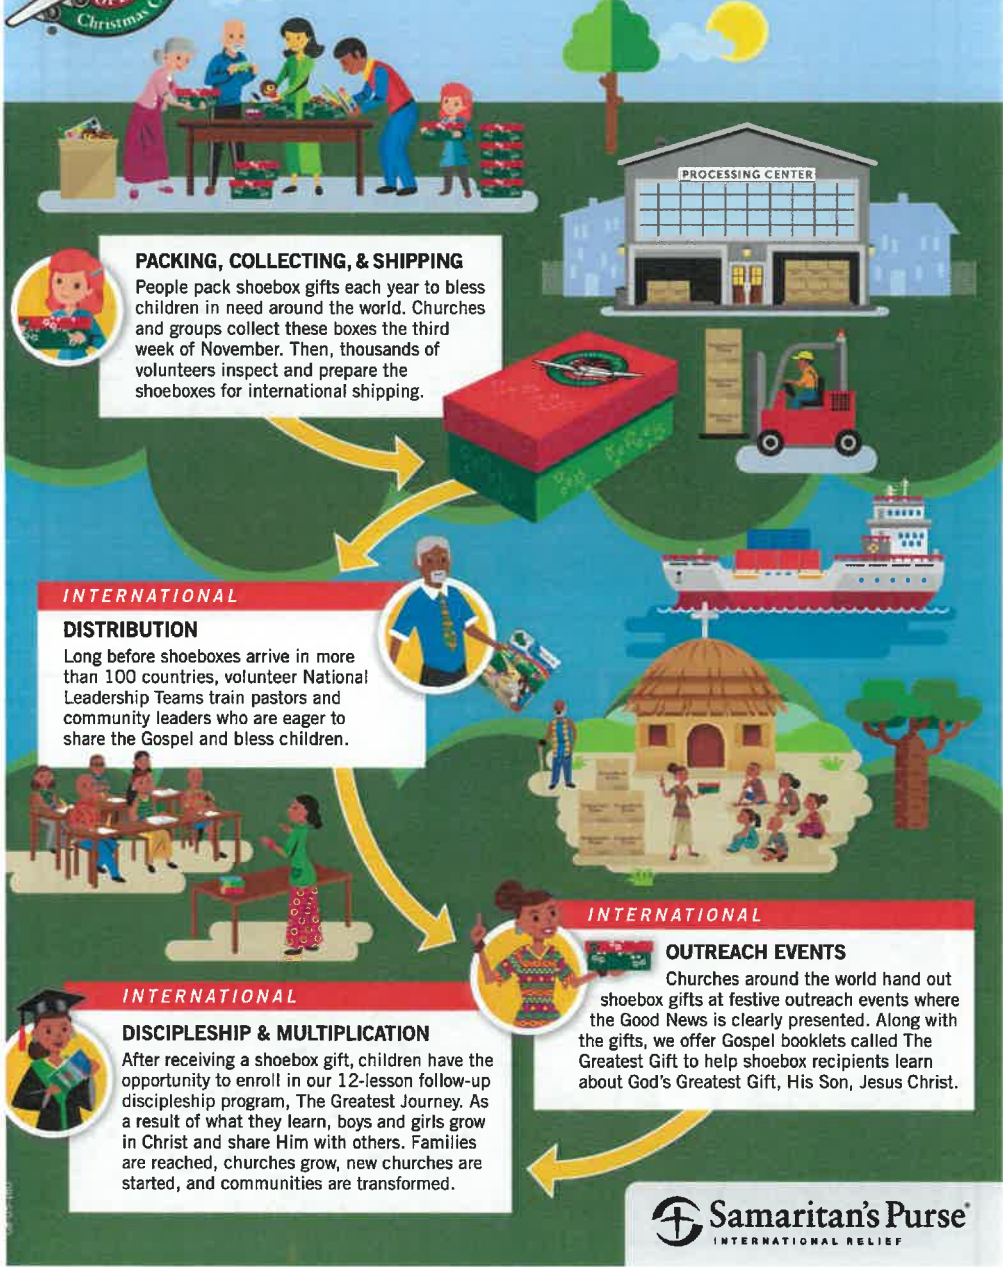 Christmas
PROCESSING CENTER
PACKING, COLLECTING, & SHIPPING
People pack shoebox gifts each year to bless
children in need around the world. Churches
and groups collect these boxes the third
week of November. Then, thousands of
volunteers inspect and prepare the
shoeboxes for international shipping.
INTERNATIONAL
DISTRIBUTION
Long before shoeboxes arrive in more
than 100 countries, volunteer National
Leadership Teams train pastors and
community leaders who are eager to
share the Gospel and bless children.
INTERNATIONAL
OUTREACH EVENTS
Churches around the world hand out
shoebox gifts at festive outreach events where
the Good News is clearly presented. Along with
the gifts, we offer Gospel booklets called The
Greatest Gift to help shoebox recipients learn
about God's Greatest Gift, His Son, Jesus Christ.
INTERNATIONAL
DISCIPLESHIP & MULTIPLICATION
After receiving a shoebox gift, children have the
opportunity to enroll in our 12-lesson follow-up
discipleship program, The Greatest Journey. As
a result of what they learn, boys and girls grow
in Christ and share Him with others. Families
are reached, churches grow, new churches are
started, and communities are transformed.
Samaritan's Purse®
INTERNATIONAL RELIEF